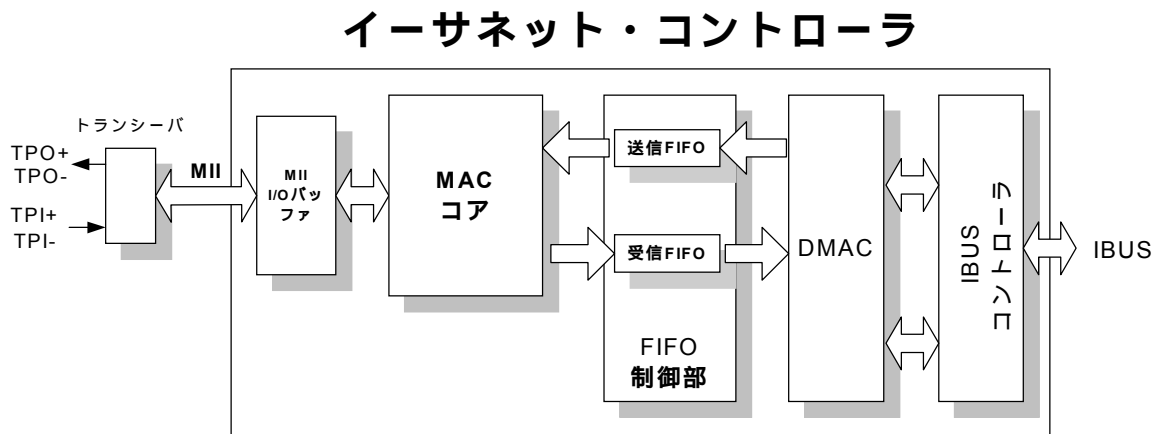 イーサネット・コントローラ
トランシーバ
TPO+
TPO-
TPI+
TPI-
MII
MII
I/Oバッ
ファ
MAC
コア
送信FIFO
受信FIFO
FIFO
制御部
DMAC
IBUS
コントローラ
IBUS